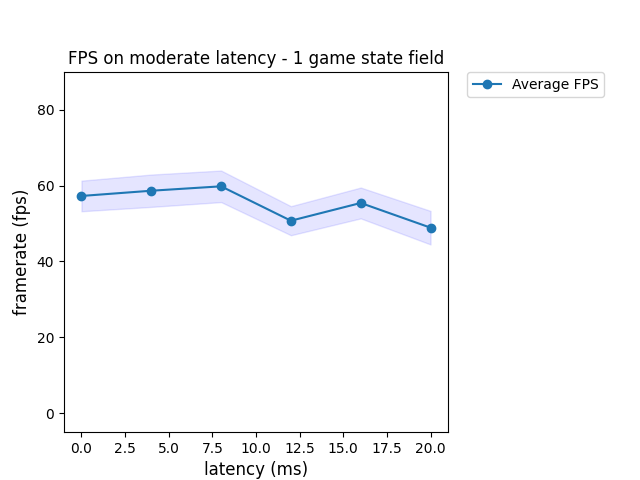 FPS on moderate latency - 1 game state field
Average FPS
80
60
40
20
0
framerate (fps)
0.0 2.5 5.0 7.5 10.0 12.5 15.0 17.5 20.0
latency (ms)